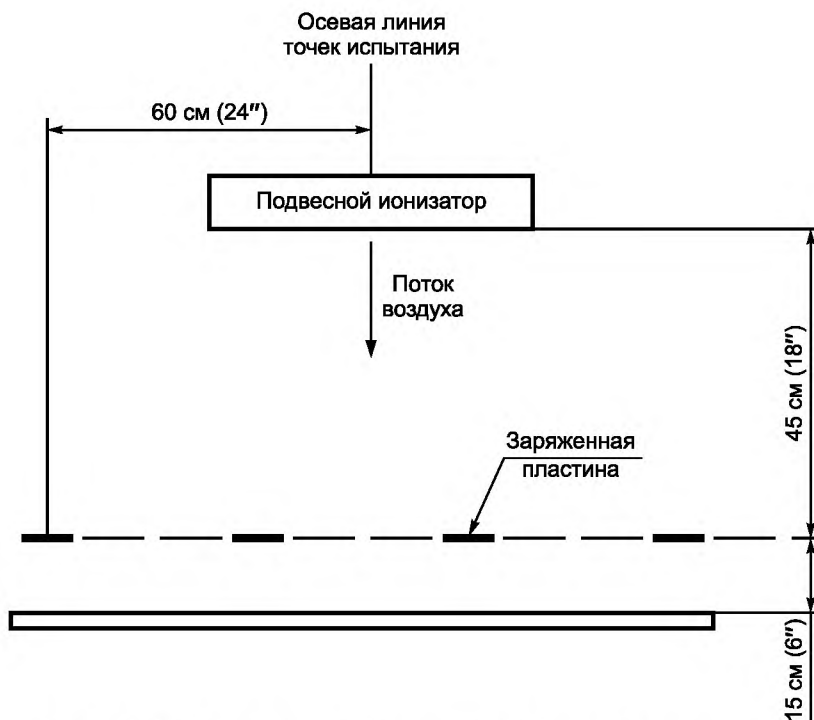 Осевая линия
точек испытания
60 см (24″)
Подвесной ионизатор
Поток
воздуха
45 см (18″)
Заряженная
пластина
15 см (6″)